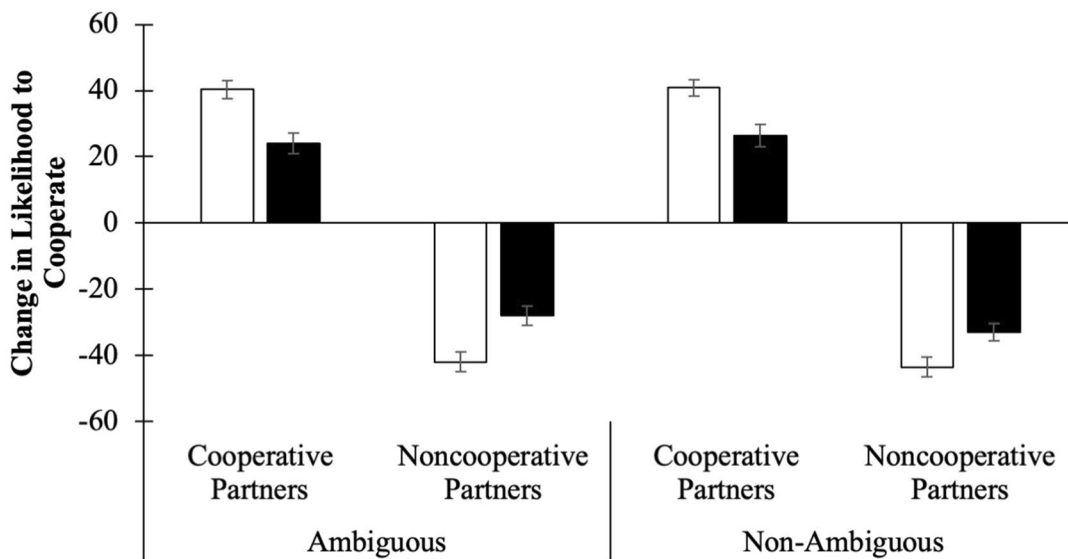 Change in Likelihood to
Cooperate
60
40
20
0
-20
-40
-60
Cooperative
Partners
Noncooperative
Partners
Cooperative
Partners
Noncooperative
Partners
Ambiguous
Non-Ambiguous